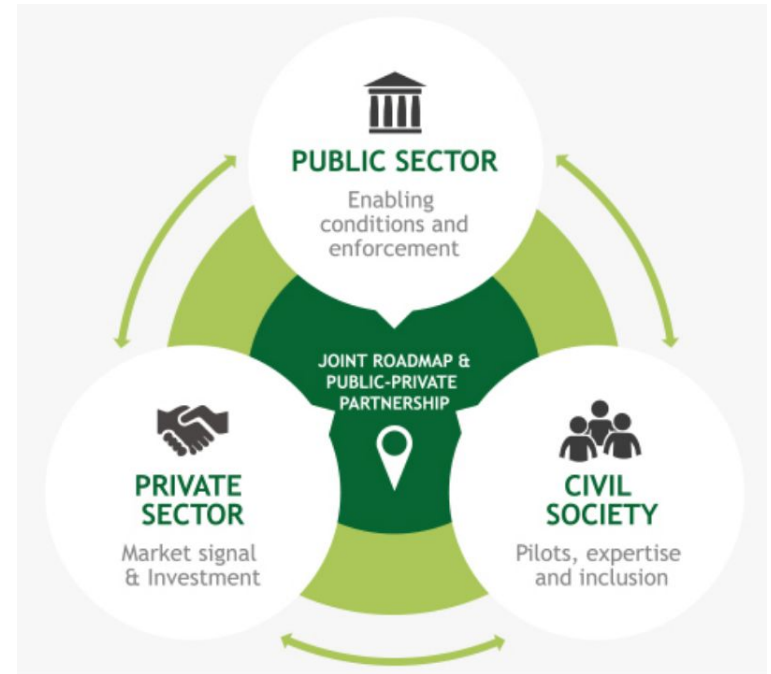 PUBLIC SECTOR
Enabling
conditions and
enforcement
JOINT ROADMAP &
PUBLIC-PRIVATE
PARTNERSHIP
PRIVATE
SECTOR
Market signal
& Investment
CIVIL
SOCIETY
Pilots, expertise
and inclusion